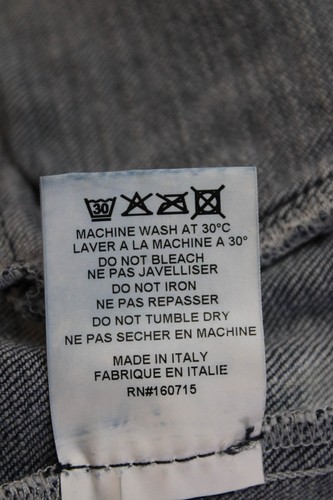 30
MACHINE WASH AT 30°C
LAVER A LA MACHINE A 30°
DO NOT BLEACH
NE PAS JAVELLISER
DO NOT IRON
NE PAS REPASSER
DO NOT TUMBLE DRY
NE PAS SECHER EN MACHINE
MADE IN ITALY
FABRIQUE EN ITALIE
RN#160715